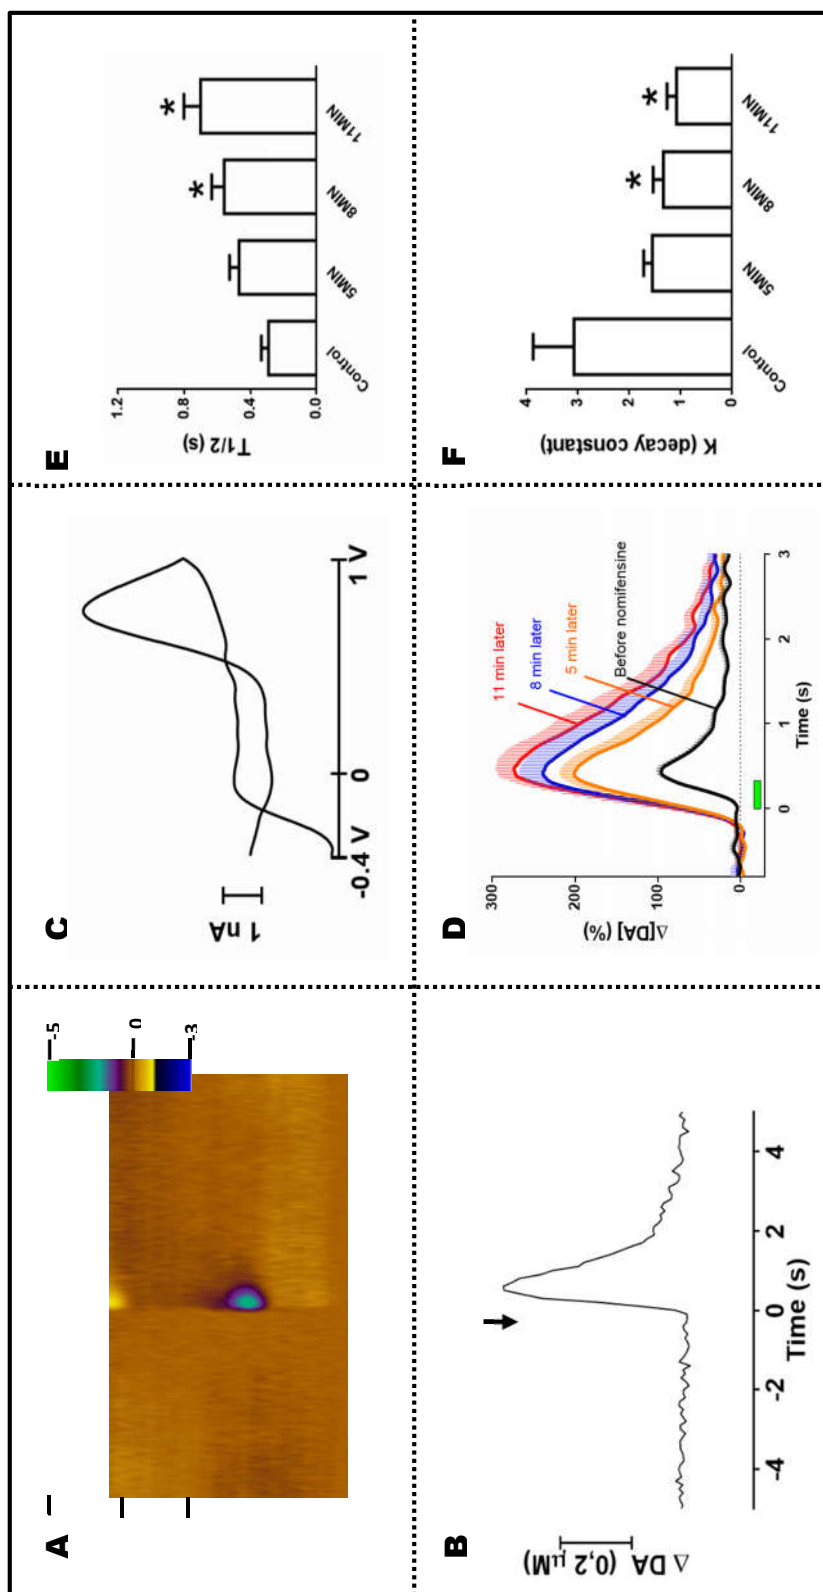 A
-5
0
-3
B
Δ DA (0,2 µM)
-4
-2
0
2
4
Time (s)
C
1 nA
-0.4 V
0
1 V
D
Δ[DA] (%)
300
200
100
0
11 min later
8 min later
5 min later
Before nomifensine
0
1
2
3
Time (s)
E
T1/2 (s)
1.2
0.8
0.4
0.0
*
*
Control
5MIN
8MIN
11MIN
F
K (decay constant)
4
3
2
1
0
*
*
Control
5MIN
8MIN
11MIN